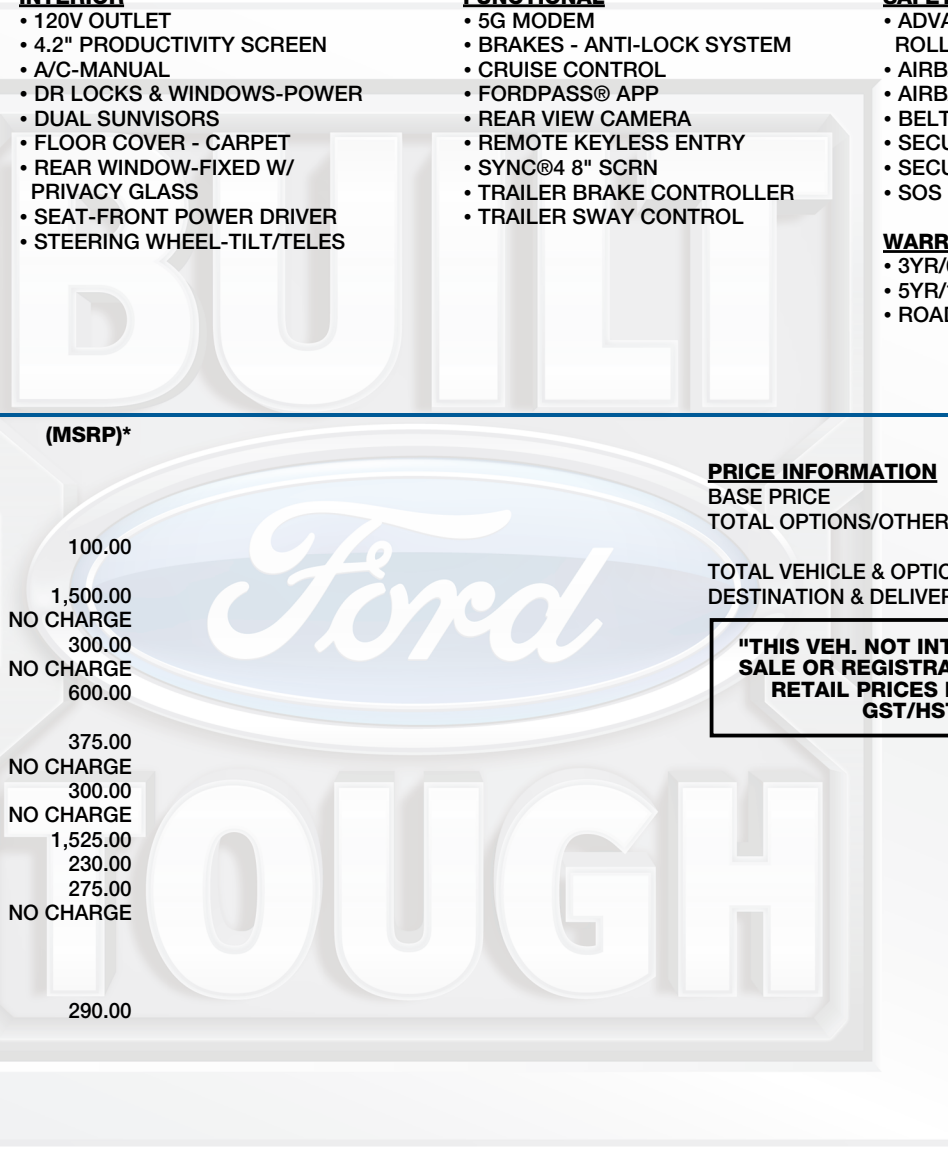 INTERIOR
• 120V OUTLET
• 4.2" PRODUCTIVITY SCREEN
• A/C-MANUAL
• DR LOCKS & WINDOWS-POWER
• DUAL SUNVISORS
• FLOOR COVER - CARPET
• REAR WINDOW-FIXED W/
PRIVACY GLASS
• SEAT-FRONT POWER DRIVER
• STEERING WHEEL-TILT/TELES
FUNCTIONAL
• 5G MODEM
• BRAKES - ANTI-LOCK SYSTEM
• CRUISE CONTROL
• FORDPASS® APP
• REAR VIEW CAMERA
• REMOTE KEYLESS ENTRY
• SYNC®4 8" SCRN
• TRAILER BRAKE CONTROLLER
• TRAILER SWAY CONTROL
• SOS
BUILT
(MSRP)*
100.00
1,500.00
NO CHARGE
300.00
NO CHARGE
600.00
375.00
NO CHARGE
300.00
NO CHARGE
1,525.00
230.00
275.00
NO CHARGE
290.00
Ford
TOUGH
PRICE INFORMATION
BASE PRICE
TOTAL OPTIONS/OTHER
TOTAL VEHICLE &
DESTINATION &
"THIS VEH. NOT
SALE OR
RETAIL PRICES